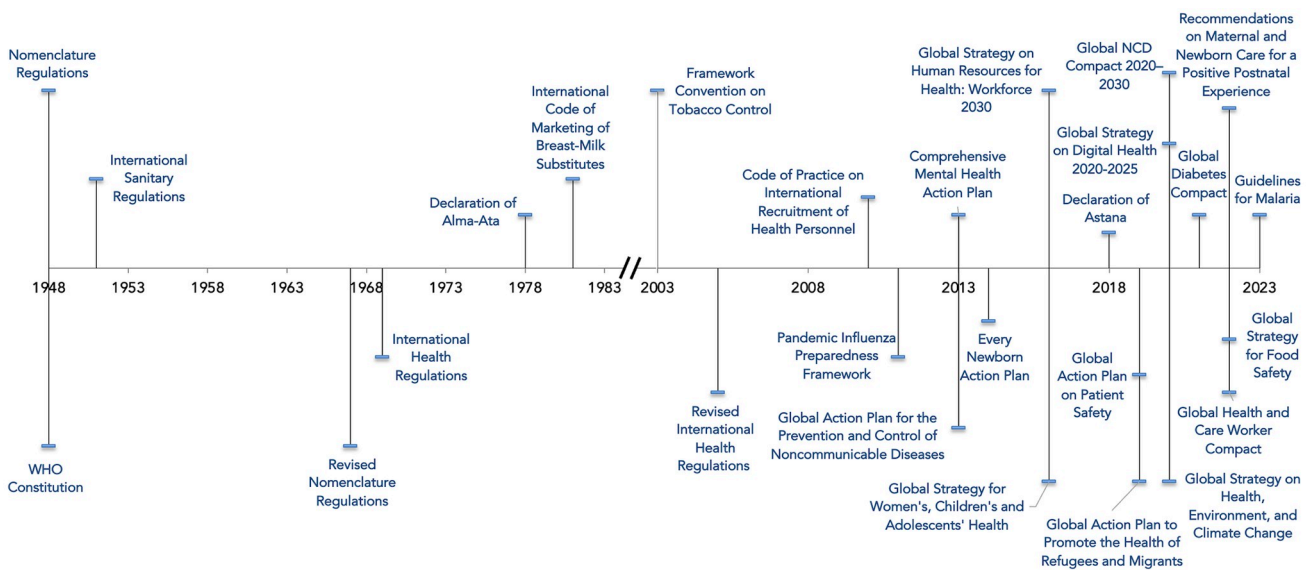 Nomenclature
Regulations
International
Sanitary
Regulations
Declaration of
Alma-Ata
International
Code of
Marketing of
Breast-Milk
Substitutes
Framework
Convention on
Tobacco Control
Code of Practice on
International
Recruitment of
Health Personnel
Global Strategy on
Human Resources for
Health: Workforce
2030
Comprehensive
Mental Health
Action Plan
Global NCD
Compact 2020–
2030
Global Strategy
on Digital Health
2020-2025
Declaration of
Astana
Recommendations
on Maternal and
Newborn Care for a
Positive Postnatal
Experience
Global
Diabetes
Compact
Guidelines
for Malaria
1948 1953 1958 1963 1968 1973 1978 1983 2003 2008 2013 2018 2023
WHO
Constitution
Revised
Nomenclature
Regulations
International
Health
Regulations
Revised
International
Health
Regulations
Pandemic Influenza
Preparedness
Framework
Global Action Plan for the
Prevention and Control of
Noncommunicable Diseases
Every
Newborn
Action Plan
Global Strategy for
Women's, Children's and
Adolescents' Health
Global
Action Plan
on Patient
Safety
Global Action Plan to
Promote the Health of
Refugees and Migrants
Global
Strategy
for Food
Safety
Global Health and
Care Worker
Compact
Global Strategy on
Health,
Environment, and
Climate Change